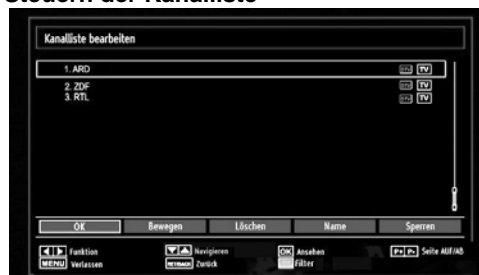 Steuern der Kanalliste
Kanalliste bearbeiten
1. ARD TV
2. ZDF TV
3. RTL TV
OK Bewegen Löschen Name Sperren
Funktion Navigieren OK Ansehen P+ P- Seite AUF/AB
MENU Verlassen Zurück Filter